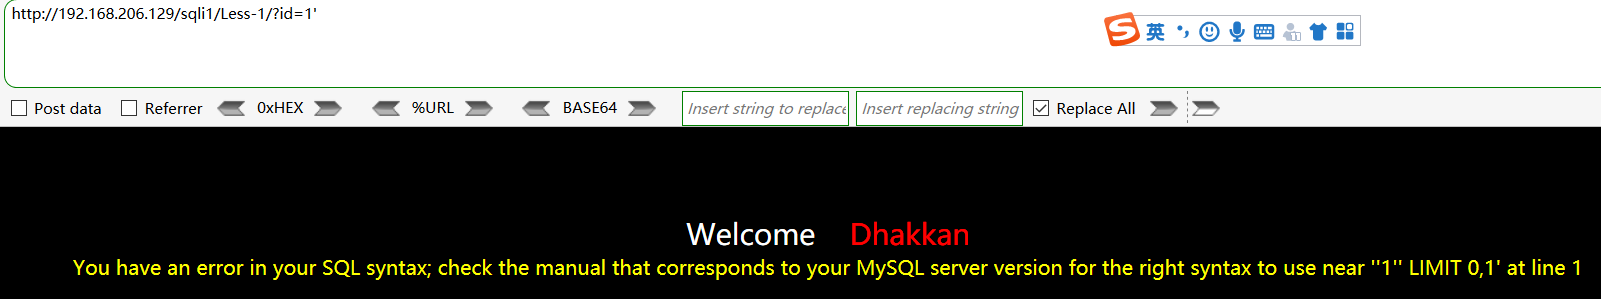 http://192.168.206.129/sqli1/Less-1/?id=1'
S 英
Post data Referrer 0xHEX %URL BASE64 Insert string to replace Insert replacing string Replace All
Welcome Dhakkan
You have an error in your SQL syntax; check the manual that corresponds to your MySQL server version for the right syntax to use near ''1'' LIMIT 0,1' at line 1